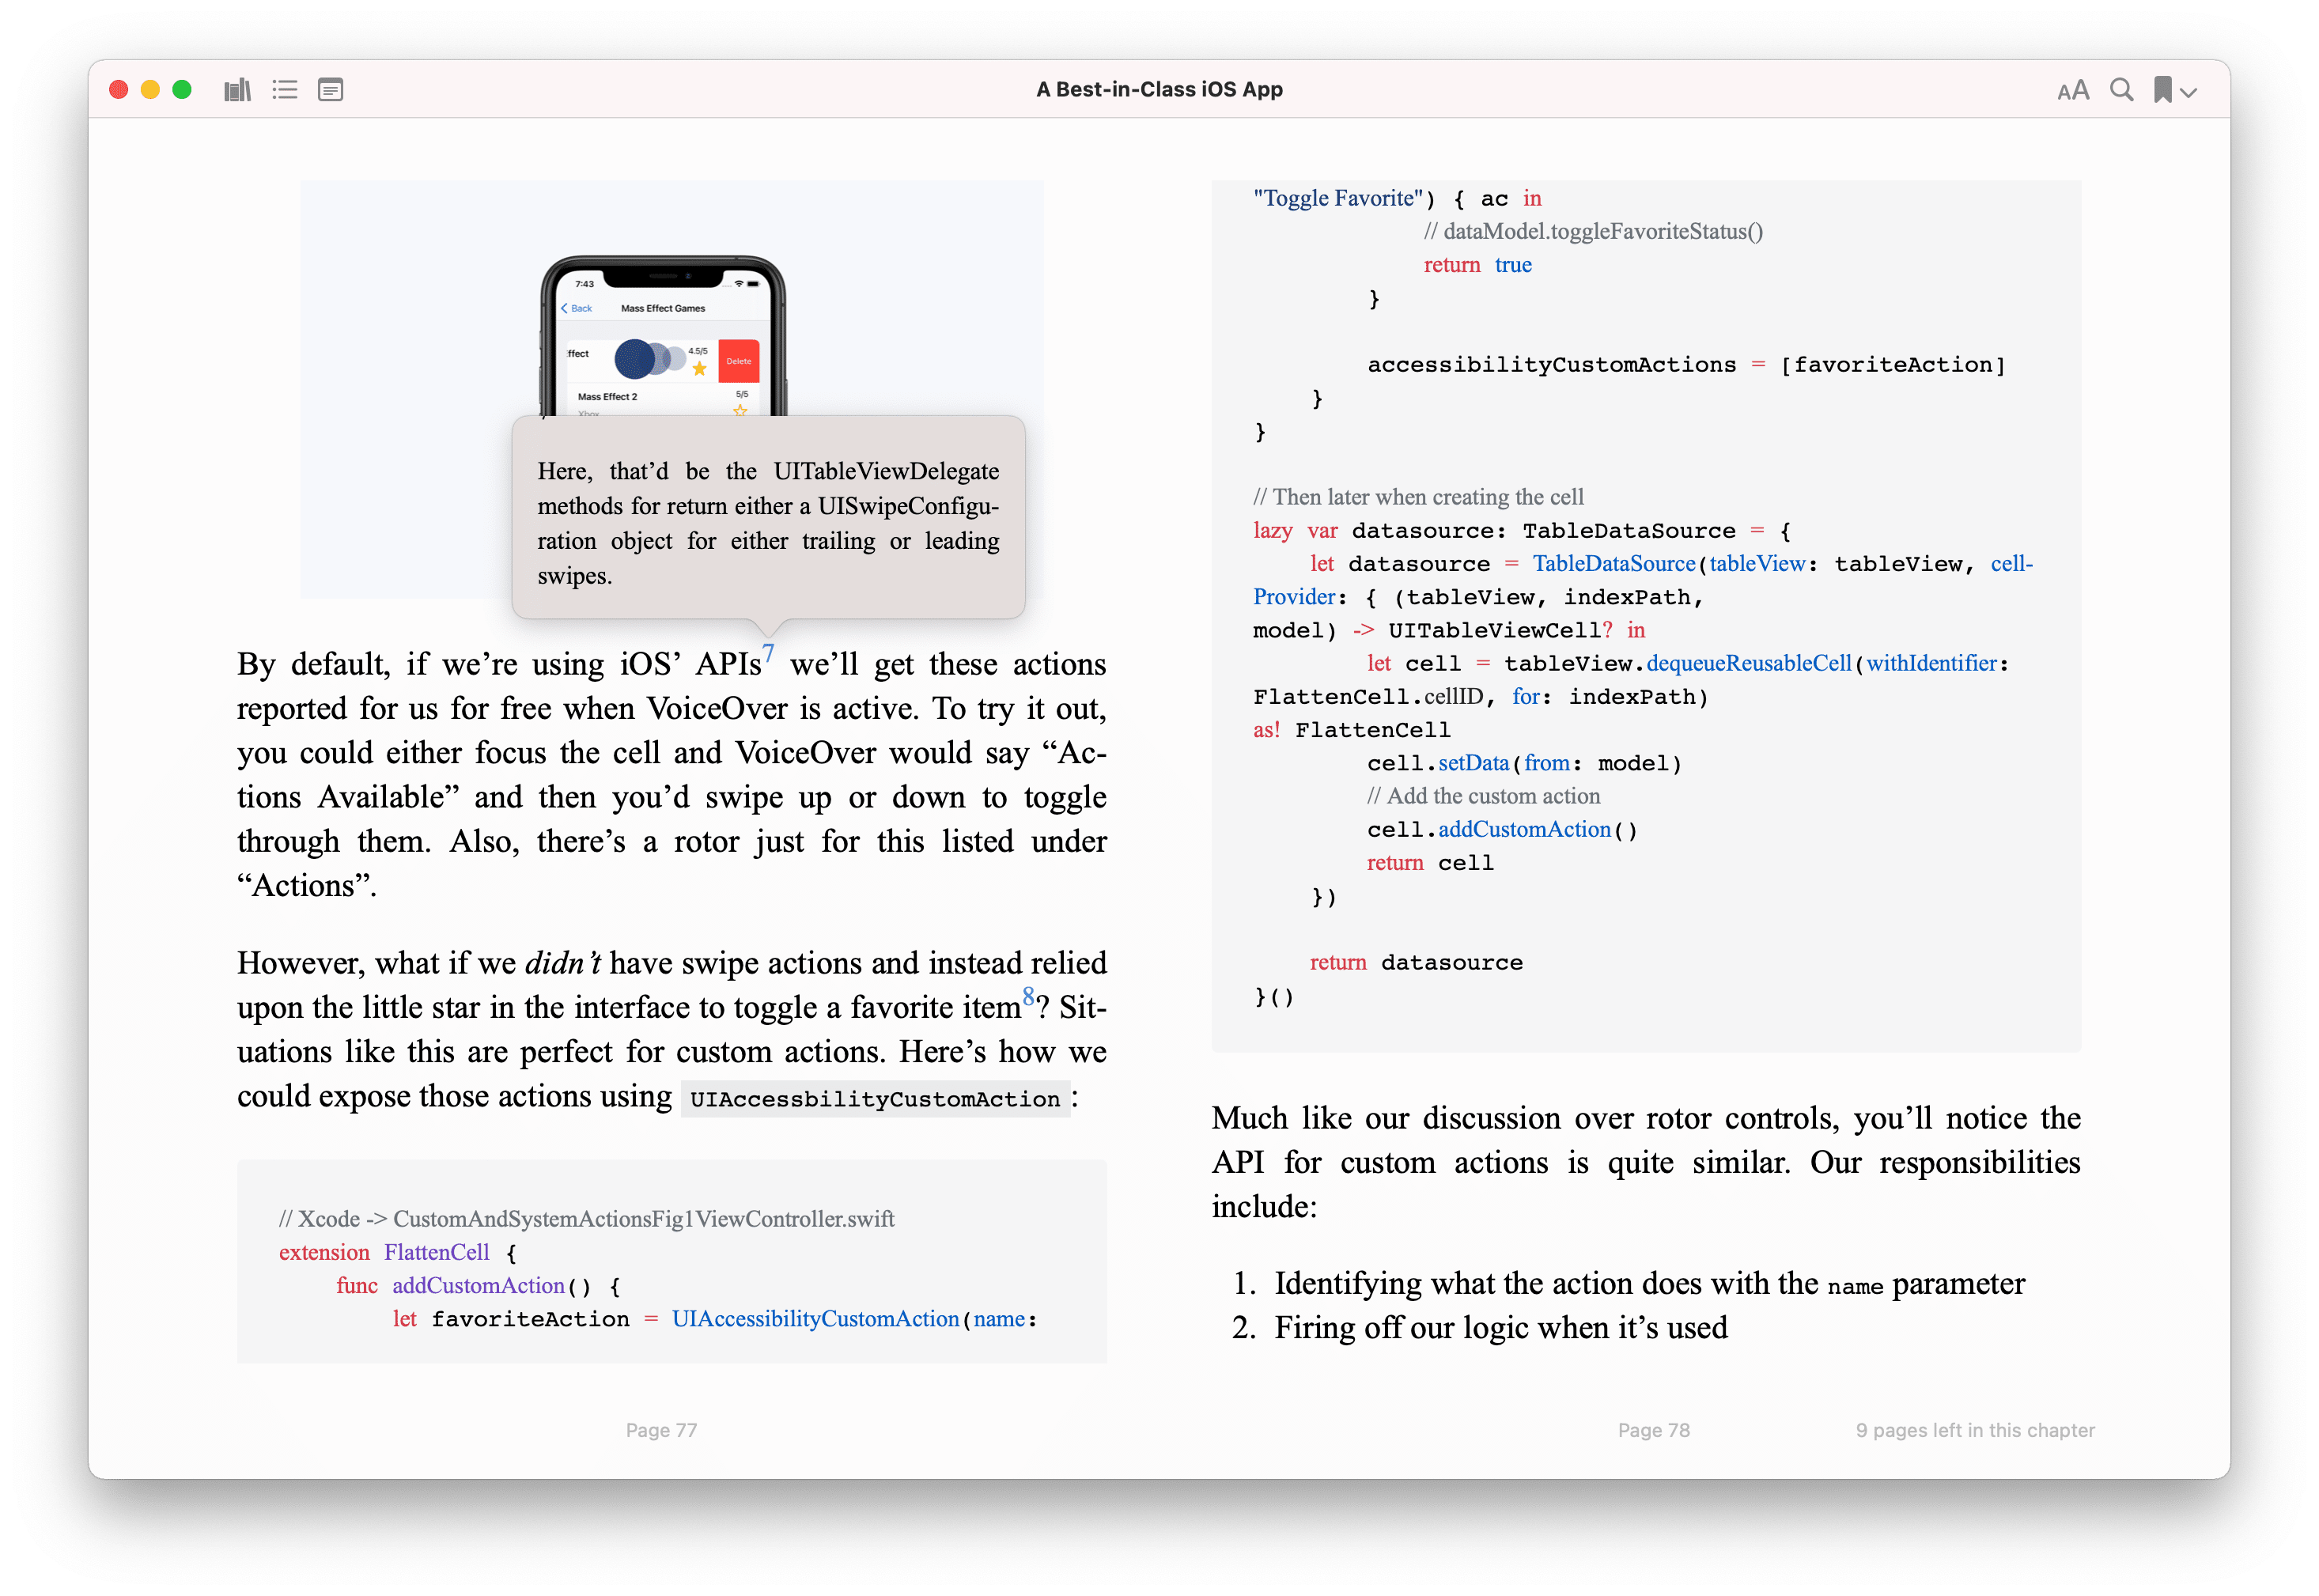 A Best-in-Class iOS App
AA
7:43
Back
Mass Effect Games
ffect
4.5/5
Delete
Mass Effect 2
5/5
Xbox
Here, that’d be the UITableViewDelegate
methods for return either a UISwipeConfigu-
ration object for either trailing or leading
swipes.
By default, if we’re using iOS’ APIs7 we’ll get these actions
reported for us for free when VoiceOver is active. To try it out,
you could either focus the cell and VoiceOver would say “Ac-
tions Available” and then you’d swipe up or down to toggle
through them. Also, there’s a rotor just for this listed under
“Actions”.
However, what if we didn’t have swipe actions and instead relied
upon the little star in the interface to toggle a favorite item8? Sit-
uations like this are perfect for custom actions. Here’s how we
could expose those actions using UIAccessbilityCustomAction:
// Xcode -> CustomAndSystemActionsFig1ViewController.swift
extension FlattenCell {
func addCustomAction() {
let favoriteAction = UIAccessibilityCustomAction(name:
Page 77
"Toggle Favorite") { ac in
// dataModel.toggleFavoriteStatus()
return true
}
accessibilityCustomActions = [favoriteAction]
}
}
// Then later when creating the cell
lazy var datasource: TableDataSource = {
let datasource = TableDataSource(tableView: tableView, cell-
Provider: { (tableView, indexPath,
model) -> UITableViewCell? in
let cell = tableView.dequeueReusableCell(withIdentifier:
FlattenCell.cellID, for: indexPath)
as! FlattenCell
cell.setData(from: model)
// Add the custom action
cell.addCustomAction()
return cell
})
return datasource
}()
Much like our discussion over rotor controls, you’ll notice the
API for custom actions is quite similar. Our responsibilities
include:
1. Identifying what the action does with the name parameter
2. Firing off our logic when it’s used
Page 78
9 pages left in this chapter